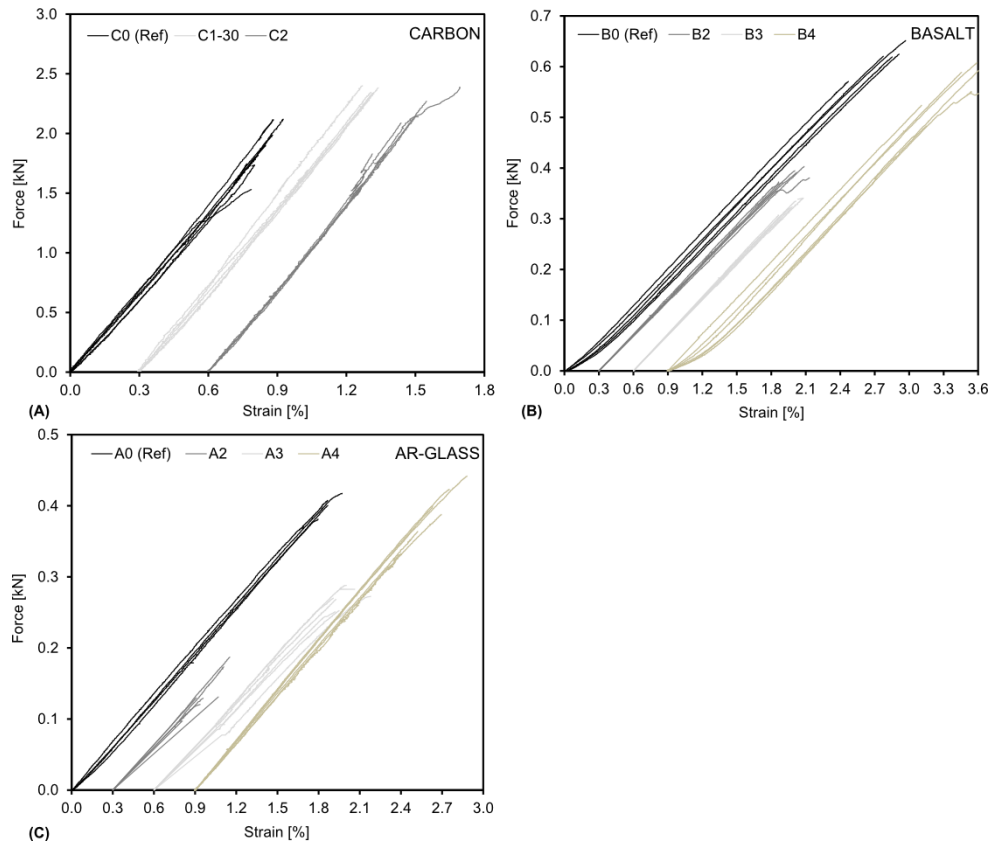 C0 (Ref) C1-30 C2 CARBON
3.0
2.5
2.0
1.5
1.0
0.5
0.0
Force [kN]
0.0 0.3 0.6 0.9 1.2 1.5 1.8
Strain [%]
(A)
B0 (Ref) B2 B3 B4 BASALT
0.7
0.6
0.5
0.4
0.3
0.2
0.1
0.0
Force [kN]
0.0 0.3 0.6 0.9 1.2 1.5 1.8 2.1 2.4 2.7 3.0 3.3 3.6
Strain [%]
(B)
A0 (Ref) A2 A3 A4 AR-GLASS
0.5
0.4
0.3
0.2
0.1
0.0
Force [kN]
0.0 0.3 0.6 0.9 1.2 1.5 1.8 2.1 2.4 2.7 3.0
Strain [%]
(C)